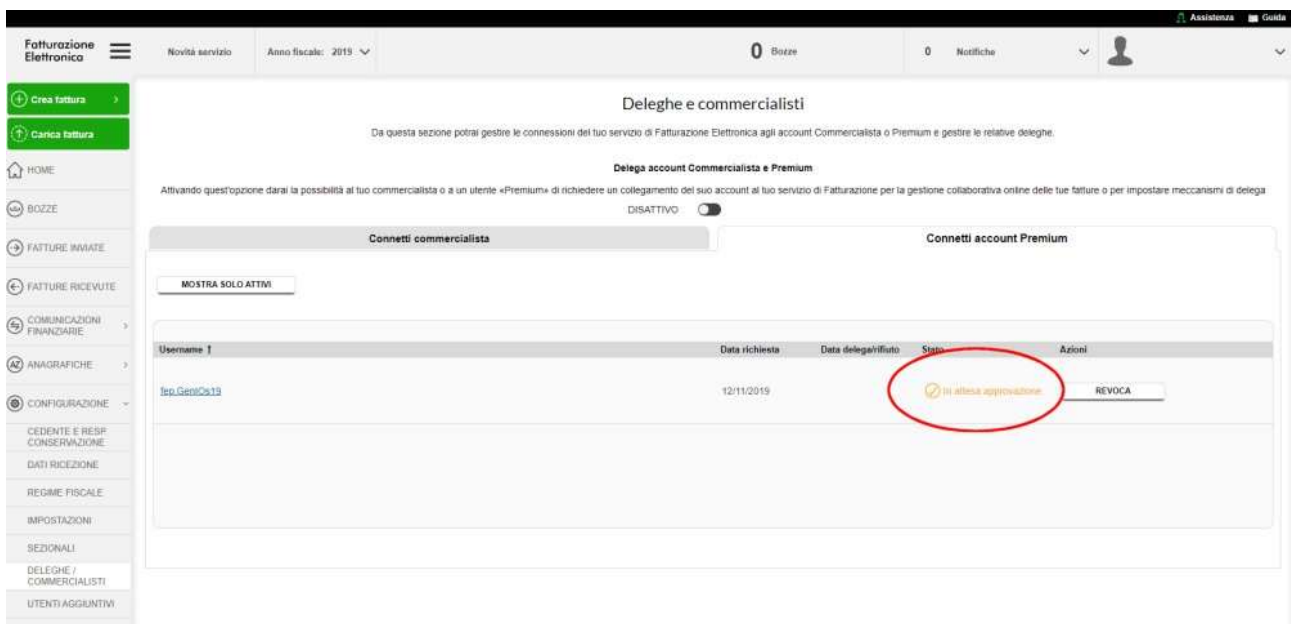 Assistenza Guida
Fatturazione
Elettronica
Novità servizio
Anno fiscale: 2019
0 Bozze
0 Notifiche
Crea fattura
Carica fattura
HOME
BOZZE
FATTURE INVIATE
FATTURE RICEVUTE
COMUNICAZIONI
FINANZIARIE
AZ ANAGRAFICHE
CONFIGURAZIONE
CEDENTE E RESP.
CONSERVAZIONE
DATI RICEZIONE
REGIME FISCALE
IMPOSTAZIONI
SEZIONALI
DELEGHE /
COMMERCIALISTI
UTENTI AGGIUNTIVI
Deleghe e commercialisti
Da questa sezione potrai gestire le connessioni del tuo servizio di Fatturazione Elettronica agli account Commercialista o Premium e gestire le relative deleghe.
Delega account Commercialista e Premium
Attivando quest'opzione darai la possibilità al tuo commercialista o a un utente «Premium» di richiedere un collegamento del suo account al tuo servizio di Fatturazione per la gestione collaborativa online delle tue fatture o per impostare meccanismi di delega
DISATTIVO
Connetti commercialista
Connetti account Premium
MOSTRA SOLO ATTIVI
Username Data richiesta Data delega/rifiuto Stato Azioni
fep.GentOs19 12/11/2019 In attesa approvazione REVOCA